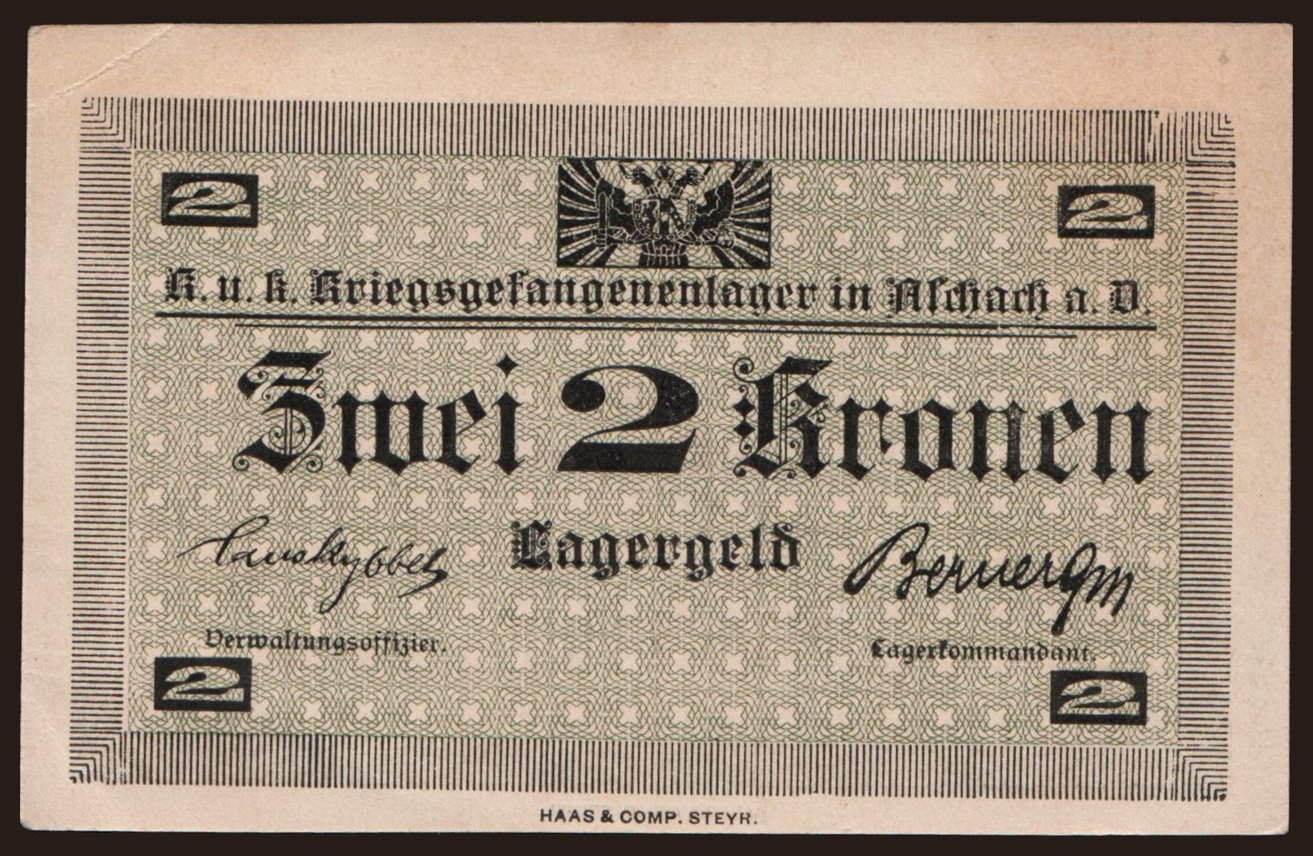 2 2
K. u. k. Kriegsgefangenenlager in Aschach a. D.
Zwei 2 Kronen
Lagergeld
Verwaltungsoffizier. Lagerkommandant.
2 2
HAAS & COMP. STEYR.